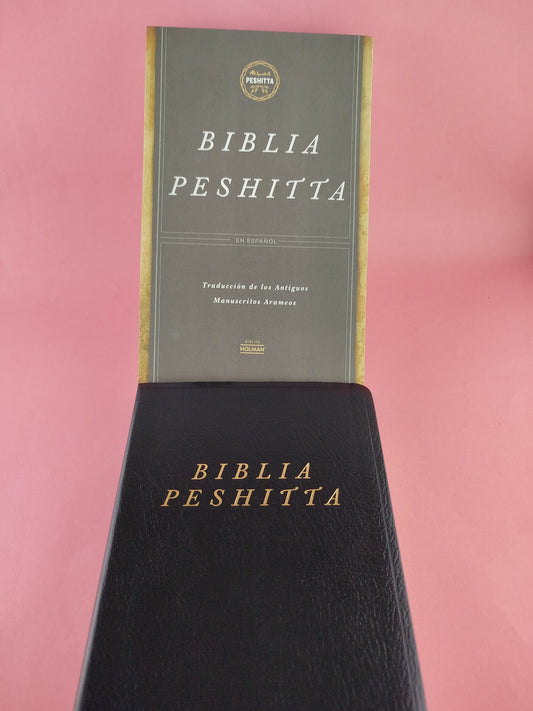 PESHITTA
BIBLIA
PESHITTA
EN ESPAÑOL
Traducción de los Antiguos
Manuscritos Arameos
BIBLIAS
HOLMAN
BIBLIA
PESHITTA